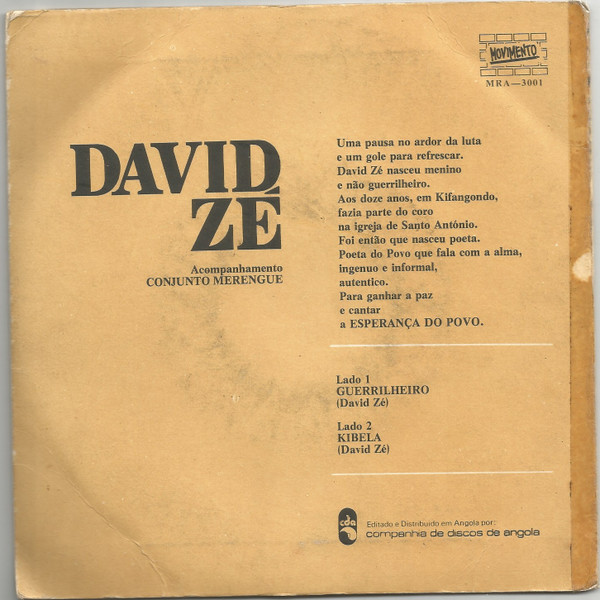 MOVIMENTO
MRA—3001
DAVID
ZÉ
Acompanhamento
CONJUNTO MERENGUE
Uma pausa no ardor da luta
e um gole para refrescar.
David Zé nasceu menino
e não guerrilheiro.
Aos doze anos, em Kifangondo,
fazia parte do coro
na igreja de Santo António.
Foi então que nasceu poeta.
Poeta do Povo que fala com a alma,
ingenuo e informal,
autentico.
Para ganhar a paz
e cantar
a ESPERANÇA DO POVO.
Lado 1
GUERRILHEIRO
(David Zé)
Lado 2
KIBELA
(David Zé)
cda
Editado e Distribuido em Angola por:
companhia de discos de angola